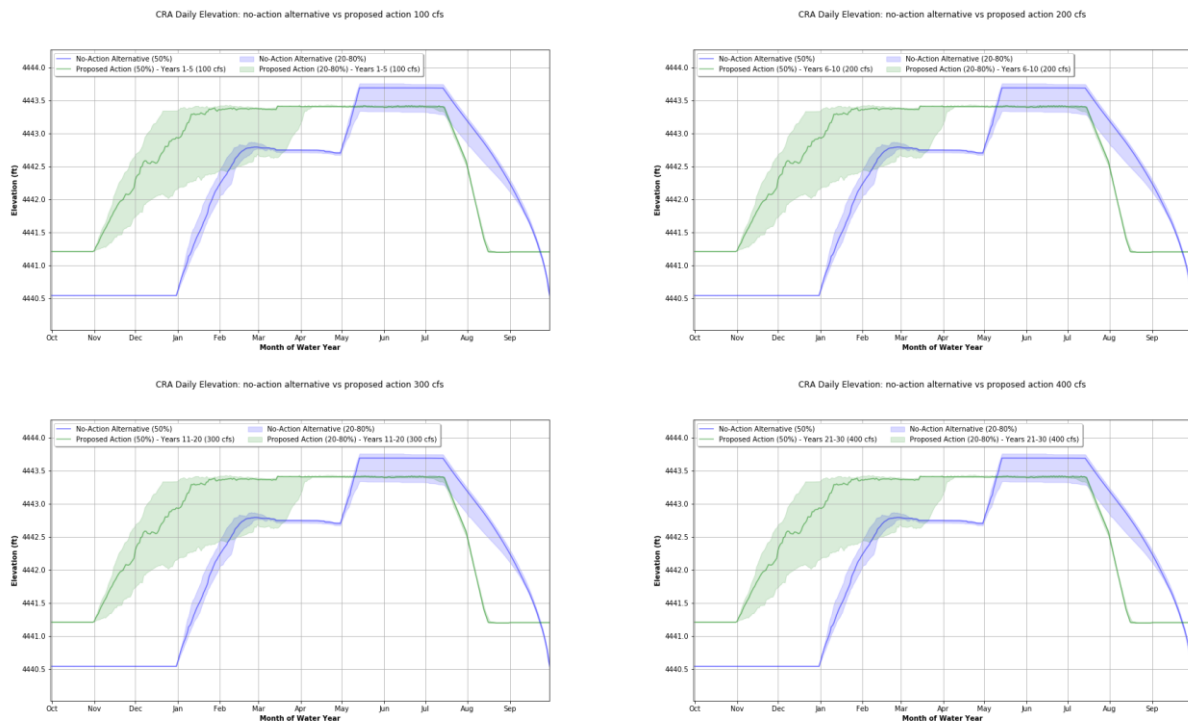 CRA Daily Elevation: no-action alternative vs proposed action 100 cfs
No-Action Alternative (50%)
Proposed Action (50%) - Years 1-5 (100 cfs)
No-Action Alternative (20-80%)
Proposed Action (20-80%) - Years 1-5 (100 cfs)
4444.0
4443.5
4443.0
4442.5
4442.0
4441.5
4441.0
4440.5
Elevation (ft)
Oct Nov Dec Jan Feb Mar Apr May Jun Jul Aug Sep
Month of Water Year
CRA Daily Elevation: no-action alternative vs proposed action 200 cfs
No-Action Alternative (50%)
Proposed Action (50%) - Years 6-10 (200 cfs)
No-Action Alternative (20-80%)
Proposed Action (20-80%) - Years 6-10 (200 cfs)
4444.0
4443.5
4443.0
4442.5
4442.0
4441.5
4441.0
4440.5
Elevation (ft)
Oct Nov Dec Jan Feb Mar Apr May Jun Jul Aug Sep
Month of Water Year
CRA Daily Elevation: no-action alternative vs proposed action 300 cfs
No-Action Alternative (50%)
Proposed Action (50%) - Years 11-20 (300 cfs)
No-Action Alternative (20-80%)
Proposed Action (20-80%) - Years 11-20 (300 cfs)
4444.0
4443.5
4443.0
4442.5
4442.0
4441.5
4441.0
4440.5
Elevation (ft)
Oct Nov Dec Jan Feb Mar Apr May Jun Jul Aug Sep
Month of Water Year
CRA Daily Elevation: no-action alternative vs proposed action 400 cfs
No-Action Alternative (50%)
Proposed Action (50%) - Years 21-30 (400 cfs)
No-Action Alternative (20-80%)
Proposed Action (20-80%) - Years 21-30 (400 cfs)
4444.0
4443.5
4443.0
4442.5
4442.0
4441.5
4441.0
4440.5
Elevation (ft)
Oct Nov Dec Jan Feb Mar Apr May Jun Jul Aug Sep
Month of Water Year